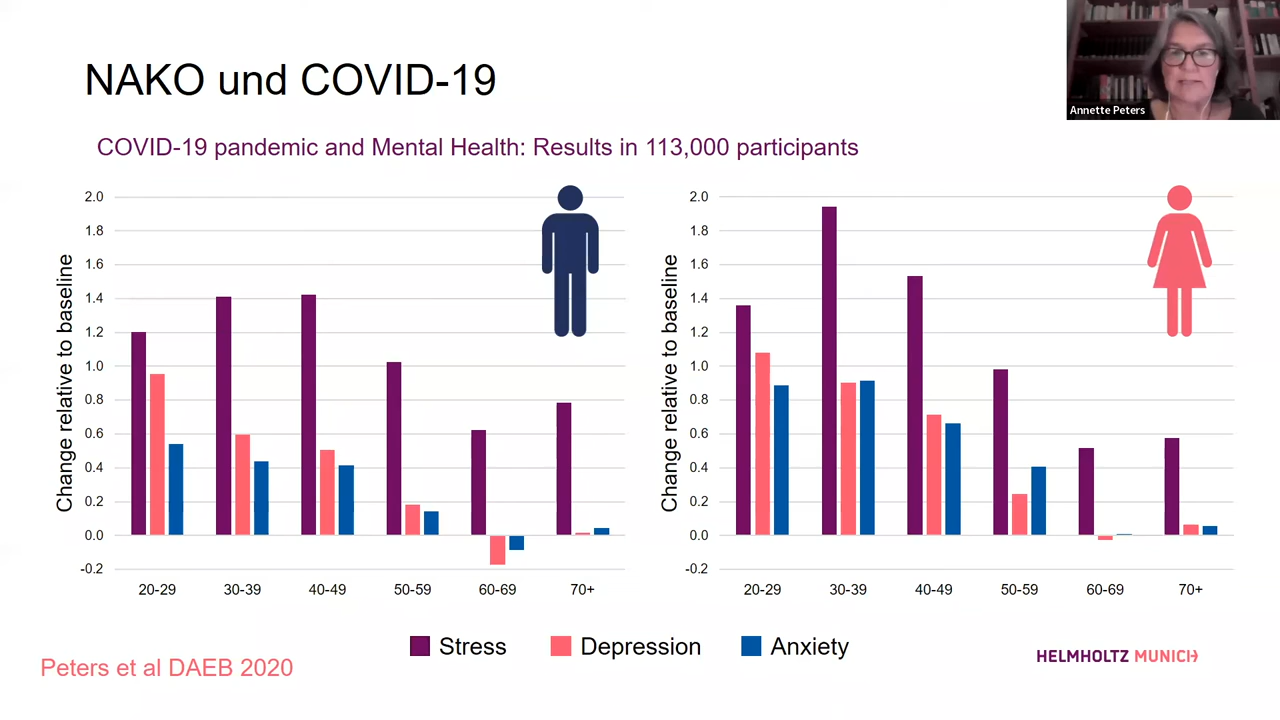 NAKO und COVID-19
Annette Peters
COVID-19 pandemic and Mental Health: Results in 113,000 participants
Change relative to baseline
2.0
1.8
1.6
1.4
1.2
1.0
0.8
0.6
0.4
0.2
0.0
-0.2
20-29 30-39 40-49 50-59 60-69 70+
Change relative to baseline
2.0
1.8
1.6
1.4
1.2
1.0
0.8
0.6
0.4
0.2
0.0
-0.2
20-29 30-39 40-49 50-59 60-69 70+
Stress Depression Anxiety
Peters et al DAEB 2020
HELMHOLTZ MUNICH